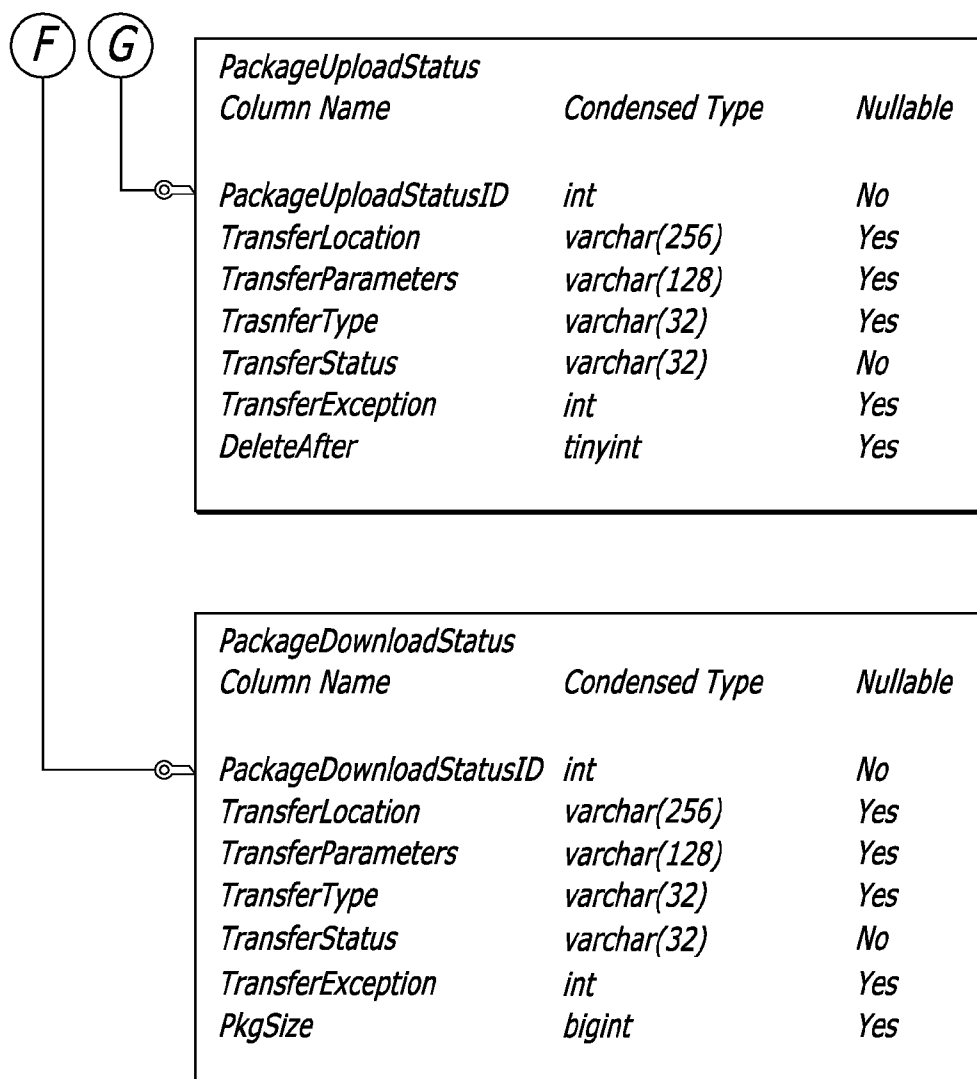 F G
PackageUploadStatus
Column Name Condensed Type Nullable
PackageUploadStatusID int No
TransferLocation varchar(256) Yes
TransferParameters varchar(128) Yes
TrasnferType varchar(32) Yes
TransferStatus varchar(32) No
TransferException int Yes
DeleteAfter tinyint Yes
PackageDownloadStatus
Column Name Condensed Type Nullable
PackageDownloadStatusID int No
TransferLocation varchar(256) Yes
TransferParameters varchar(128) Yes
TransferType varchar(32) Yes
TransferStatus varchar(32) No
TransferException int Yes
PkgSize bigint Yes